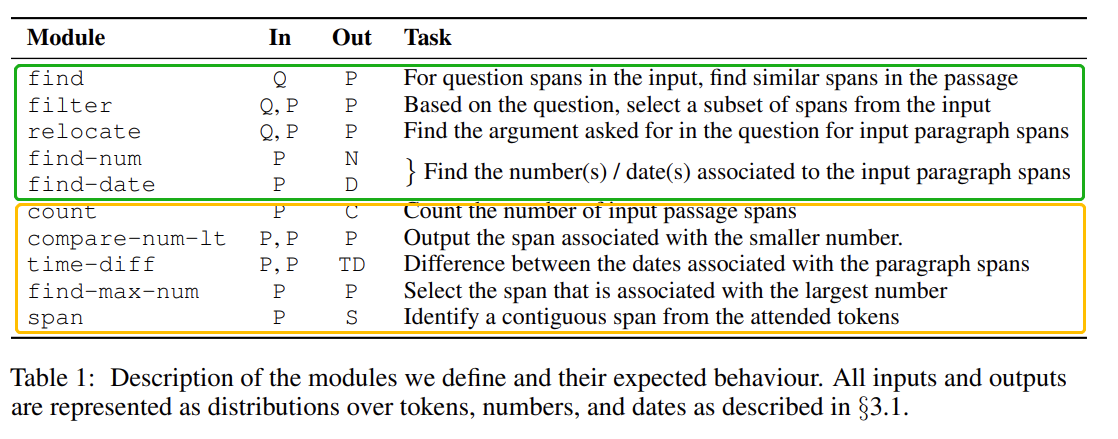 Module In Out Task
find Q P For question spans in the input, find similar spans in the passage
filter Q, P P Based on the question, select a subset of spans from the input
relocate Q, P P Find the argument asked for in the question for input paragraph spans
find-num P N
} Find the number(s) / date(s) associated to the input paragraph spans
find-date P D
count P C Count the number of input passage spans
compare-num-lt P, P P Output the span associated with the smaller number.
time-diff P, P TD Difference between the dates associated with the paragraph spans
find-max-num P P Select the span that is associated with the largest number
span P S Identify a contiguous span from the attended tokens
Table 1: Description of the modules we define and their expected behaviour. All inputs and outputs
are represented as distributions over tokens, numbers, and dates as described in §3.1.